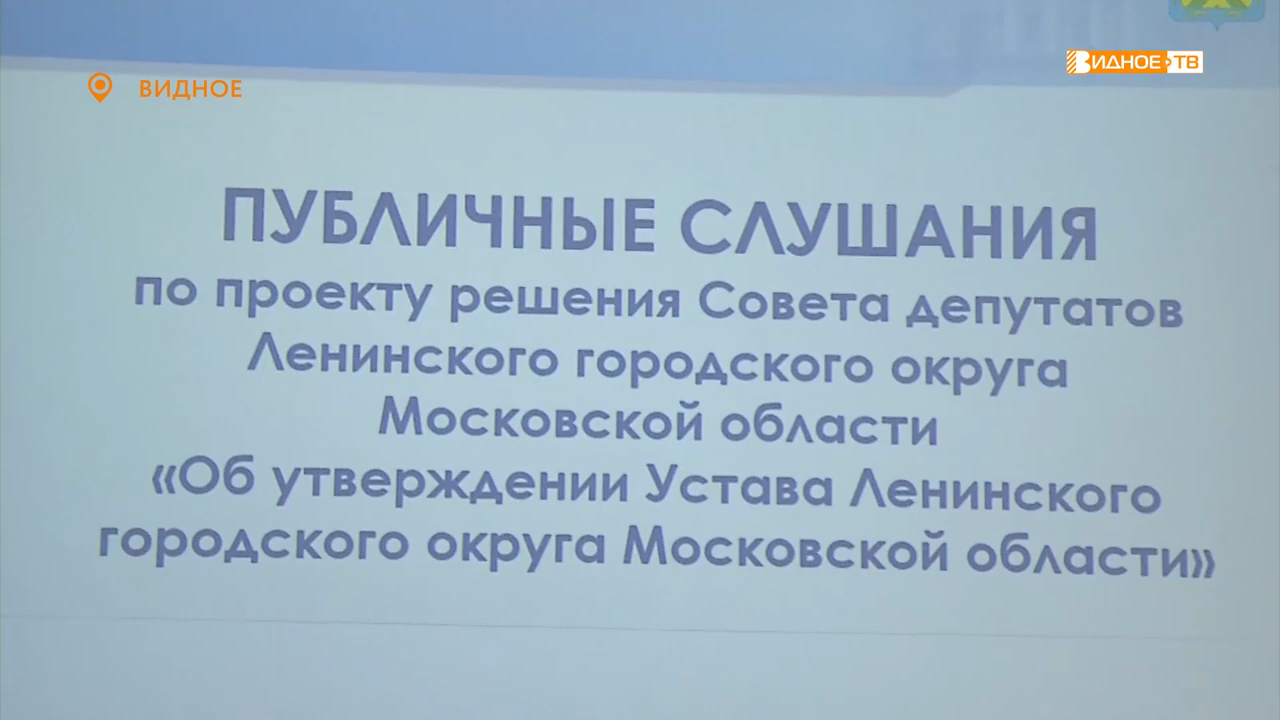 ВИДНОЕ
ВИДНОЕ ТВ
ПУБЛИЧНЫЕ СЛУШАНИЯ
по проекту решения Совета депутатов
Ленинского городского округа
Московской области
«Об утверждении Устава Ленинского
городского округа Московской области»